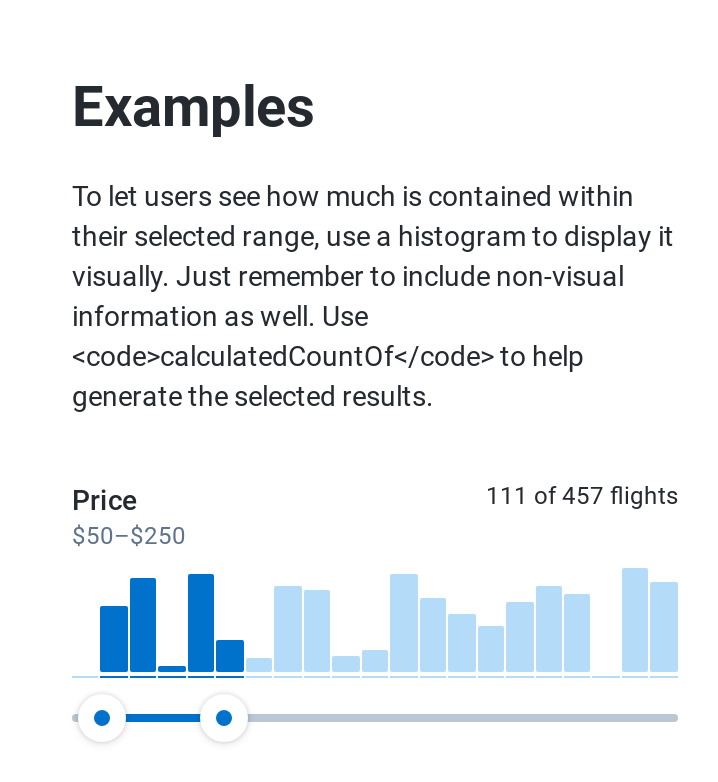 Examples
To let users see how much is contained within
their selected range, use a histogram to display it
visually. Just remember to include non-visual
information as well. Use
<code>calculatedCountOf</code> to help
generate the selected results.
Price
111 of 457 flights
$50–$250